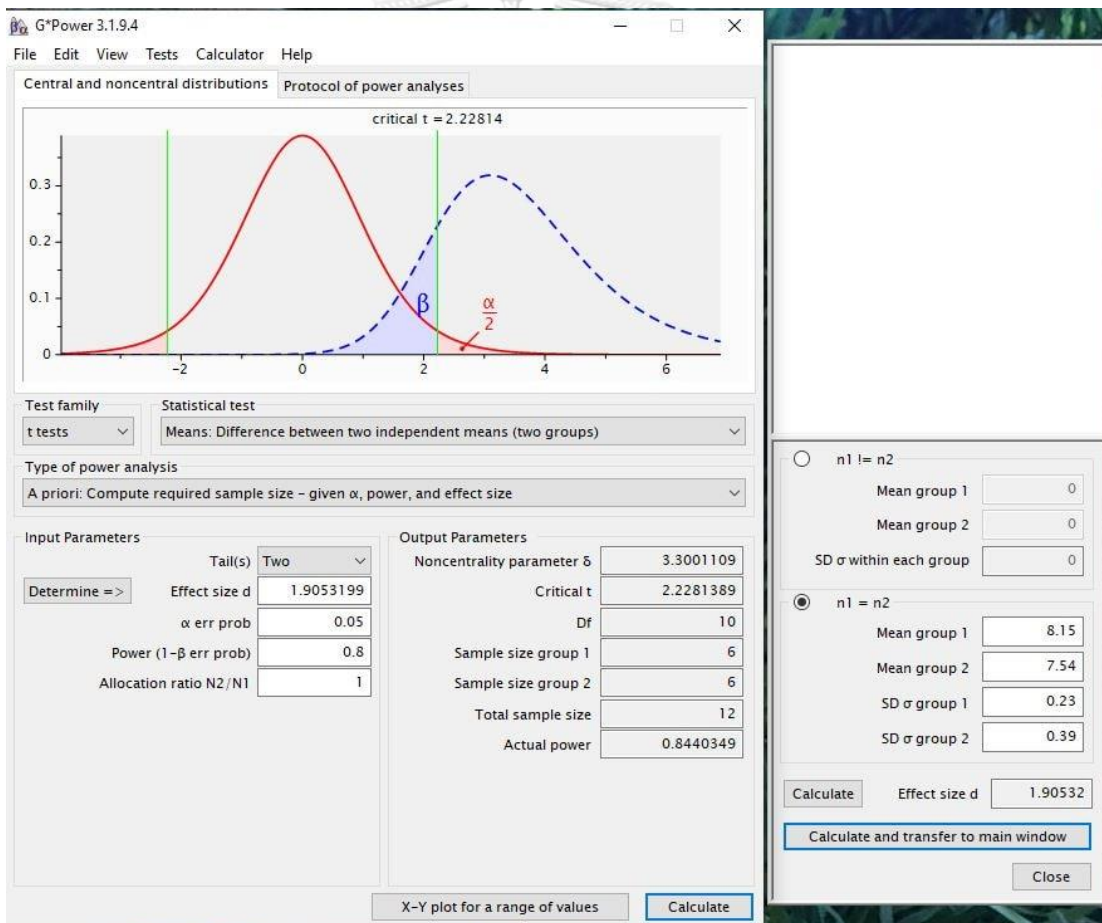 G*Power 3.1.9.4
File Edit View Tests Calculator Help
Central and noncentral distributions Protocol of power analyses
critical t = 2.22814
0.3
0.2
0.1
0
β
α
2
-2 0 2 4 6
Test family Statistical test
t tests Means: Difference between two independent means (two groups)
Type of power analysis
A priori: Compute required sample size – given α, power, and effect size
Input Parameters
Tail(s) Two
Determine => Effect size d 1.9053199
α err prob 0.05
Power (1-β err prob) 0.8
Allocation ratio N2/N1 1
Output Parameters
Noncentrality parameter δ 3.3001109
Critical t 2.2281389
Df 10
Sample size group 1 6
Sample size group 2 6
Total sample size 12
Actual power 0.8440349
X-Y plot for a range of values Calculate
n1 != n2
Mean group 1 0
Mean group 2 0
SD σ within each group 0
n1 = n2
Mean group 1 8.15
Mean group 2 7.54
SD σ group 1 0.23
SD σ group 2 0.39
Calculate Effect size d 1.90532
Calculate and transfer to main window
Close